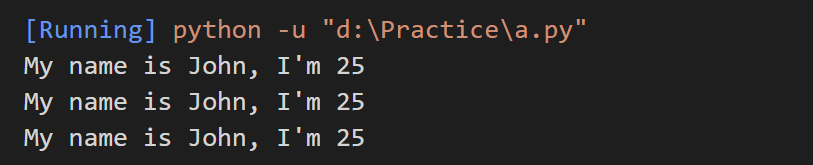 [Running] python -u "d:\Practice\a.py"
My name is John, I'm 25
My name is John, I'm 25
My name is John, I'm 25